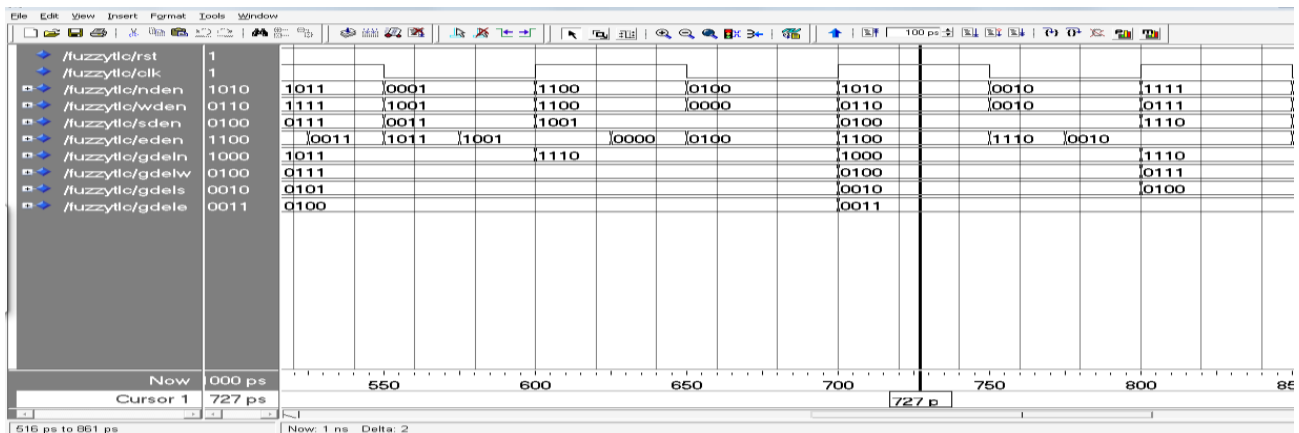 File Edit View Insert Format Tools Window
100 ps
/fuzzytlc/rst 1
/fuzzytlc/clk 1
/fuzzytlc/nden 1010 1011 0001 1100 0100 1010 0010 1111
/fuzzytlc/wden 0110 1111 1001 1100 0000 0110 0010 0111
/fuzzytlc/sden 0100 0111 0011 1001 0100 1110
/fuzzytlc/eden 1100 0011 1011 1001 0000 0100 1100 1110 0010
/fuzzytlc/gdeln 1000 1011 1110 1000 1110
/fuzzytlc/gdelw 0100 0111 0100 0111
/fuzzytlc/gdels 0010 0101 0010 0100
/fuzzytlc/gdele 0011 0100 0011
Now 000 ps 550 600 650 700 750 800 85
Cursor 1 727 ps 727 p
516 ps to 861 ps Now: 1 ns Delta: 2